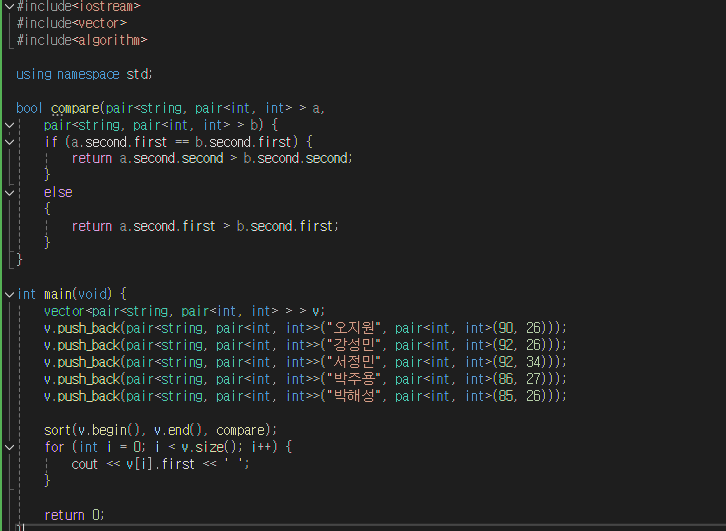 #include<iostream>
#include<vector>
#include<algorithm>
using namespace std;
bool compare(pair<string, pair<int, int> > a,
pair<string, pair<int, int> > b) {
if (a.second.first == b.second.first) {
return a.second.second > b.second.second;
}
else
{
return a.second.first > b.second.first;
}
}
int main(void) {
vector<pair<string, pair<int, int> > > v;
v.push_back(pair<string, pair<int, int>>("오지원", pair<int, int>(90, 26)));
v.push_back(pair<string, pair<int, int>>("강성민", pair<int, int>(92, 26)));
v.push_back(pair<string, pair<int, int>>("서정민", pair<int, int>(92, 34)));
v.push_back(pair<string, pair<int, int>>("박주용", pair<int, int>(86, 27)));
v.push_back(pair<string, pair<int, int>>("박해성", pair<int, int>(85, 26)));
sort(v.begin(), v.end(), compare);
for (int i = 0; i < v.size(); i++) {
cout << v[i].first << ' ';
}
return 0;
}